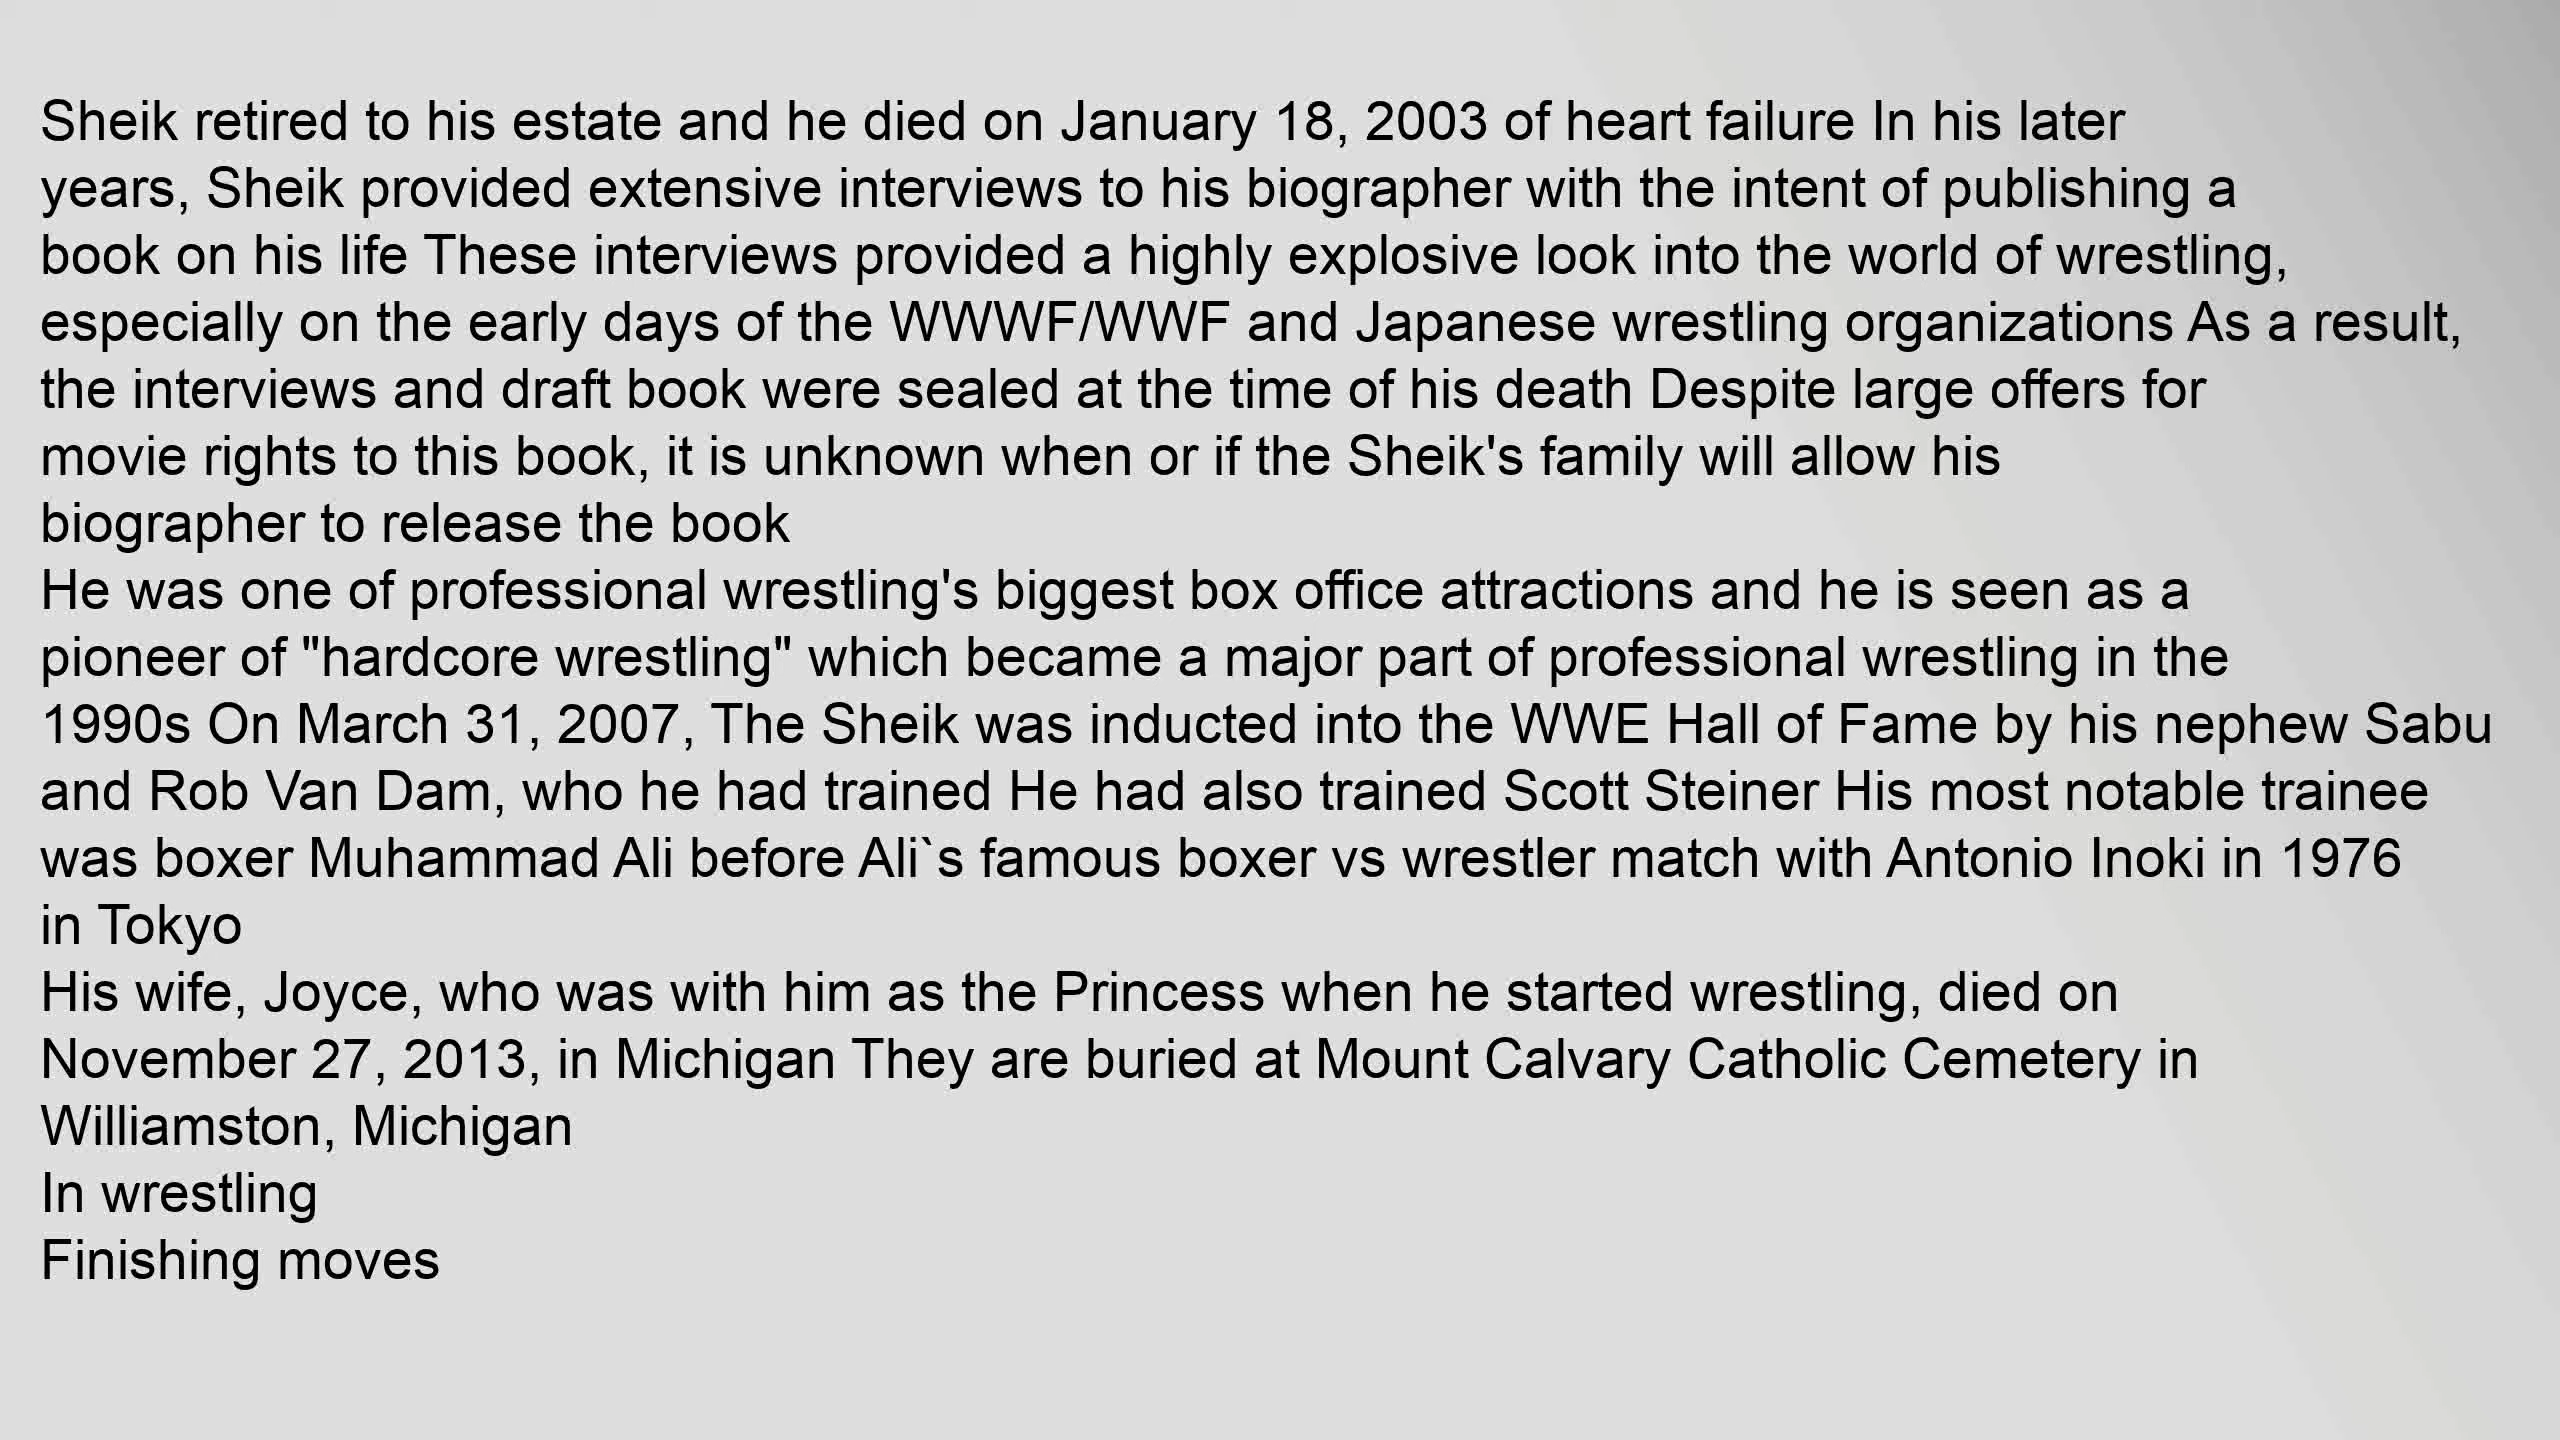 Sheik retired to his estate and he died on January 18, 2003 of heart failure In his later
years, Sheik provided extensive interviews to his biographer with the intent of publishing a
book on his life These interviews provided a highly explosive look into the world of wrestling,
especially on the early days of the WWWF/WWF and Japanese wrestling organizations As a result,
the interviews and draft book were sealed at the time of his death Despite large offers for
movie rights to this book, it is unknown when or if the Sheik's family will allow his
biographer to release the book
He was one of professional wrestling's biggest box office attractions and he is seen as a
pioneer of "hardcore wrestling" which became a major part of professional wrestling in the
1990s On March 31, 2007, The Sheik was inducted into the WWE Hall of Fame by his nephew Sabu
and Rob Van Dam, who he had trained He had also trained Scott Steiner His most notable trainee
was boxer Muhammad Ali before Ali`s famous boxer vs wrestler match with Antonio Inoki in 1976
in Tokyo
His wife, Joyce, who was with him as the Princess when he started wrestling, died on
November 27, 2013, in Michigan They are buried at Mount Calvary Catholic Cemetery in
Williamston, Michigan
In wrestling
Finishing moves